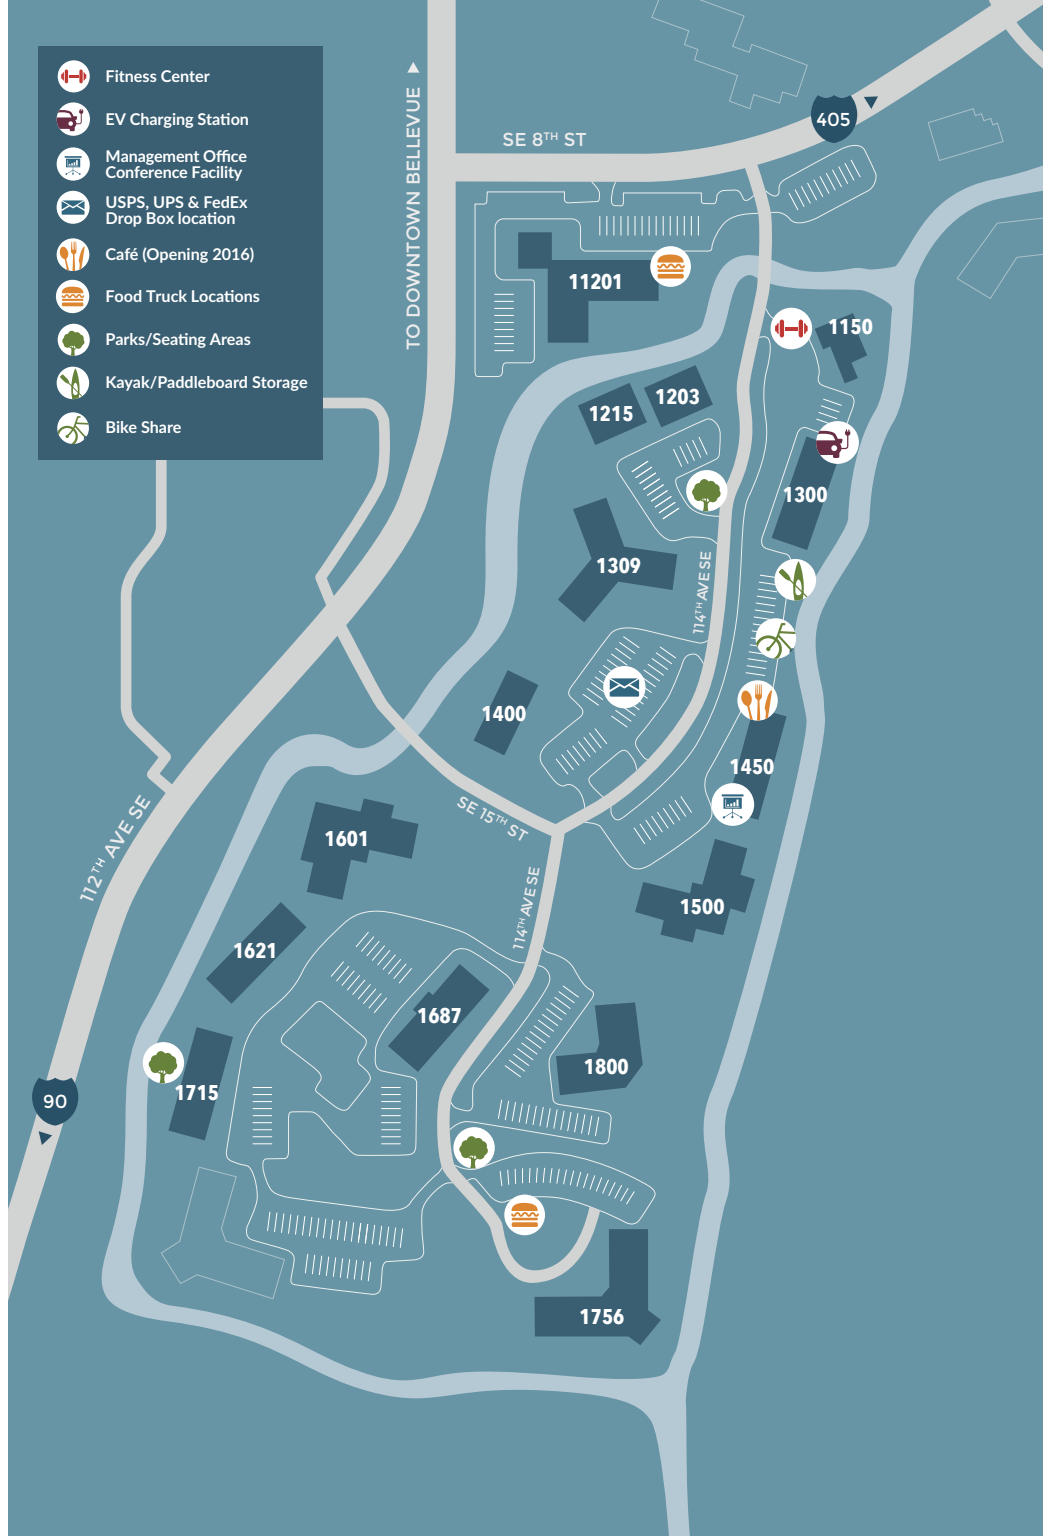 Fitness Center
EV Charging Station
Management Office
Conference Facility
USPS, UPS & FedEx
Drop Box location
Café (Opening 2016)
Food Truck Locations
Parks/Seating Areas
Kayak/Paddleboard Storage
Bike Share
TO DOWNTOWN BELLEVUE
SE 8TH ST
405
11201
1150
1203
1215
1300
1309
114TH AVE SE
1400
1450
SE 15TH ST
112TH AVE SE
1601
114TH AVE SE
1500
1621
1687
1800
1715
90
1756